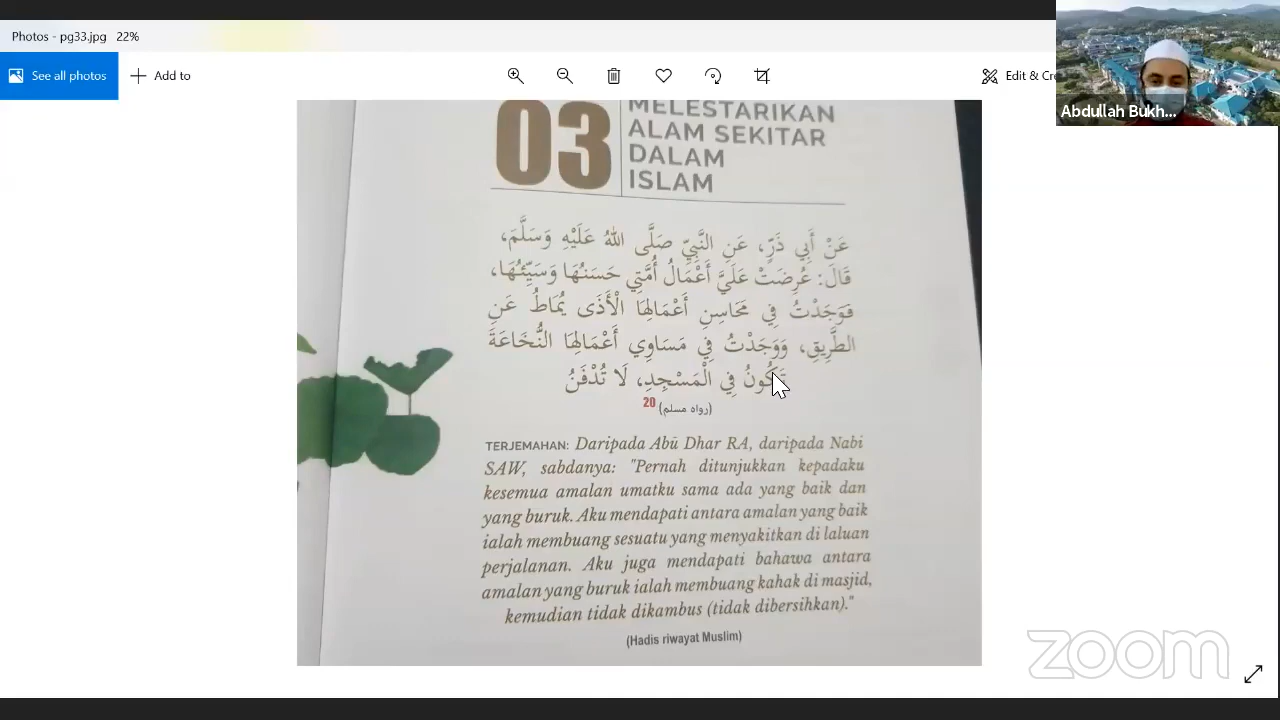 Photos - pg33.jpg 22%
See all photos
Add to
Edit & Cre
Abdullah Bukh...
03
MELESTARIKAN
ALAM SEKITAR
DALAM
ISLAM
عَنْ أَبِي ذَرٍّ، عَنِ النَّبِيِّ صَلَّى اللهُ عَلَيْهِ وَسَلَّمَ،
قَالَ: عُرِضَتْ عَلَيَّ أَعْمَالُ أُمَّتِي حَسَنُهَا وَسَيِّئُهَا،
فَوَجَدْتُ فِي مَحَاسِنِ أَعْمَالِهَا الْأَذَى يُمَاطُ عَنِ
الطَّرِيقِ، وَوَجَدْتُ فِي مَسَاوِي أَعْمَالِهَا النُّخَاعَةَ
تَكُونُ فِي الْمَسْجِدِ، لَا تُدْفَنُ
(رواه مسلم) 20
TERJEMAHAN: Daripada Abū Dhar RA, daripada Nabi
SAW, sabdanya: "Pernah ditunjukkan kepadaku
kesemua amalan umatku sama ada yang baik dan
yang buruk. Aku mendapati antara amalan yang baik
ialah membuang sesuatu yang menyakitkan di laluan
perjalanan. Aku juga mendapati bahawa antara
amalan yang buruk ialah membuang kahak di masjid,
kemudian tidak dikambus (tidak dibersihkan)."
(Hadis riwayat Muslim)
zoom